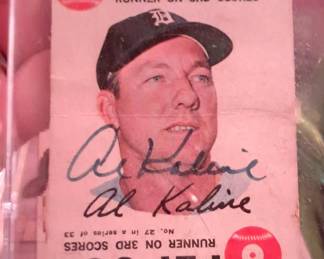 RUNNER ON 3RD SCORES
D
Al Kaline
Al Kaline
No. 27 in a series of 33
RUNNER ON 3RD SCORES